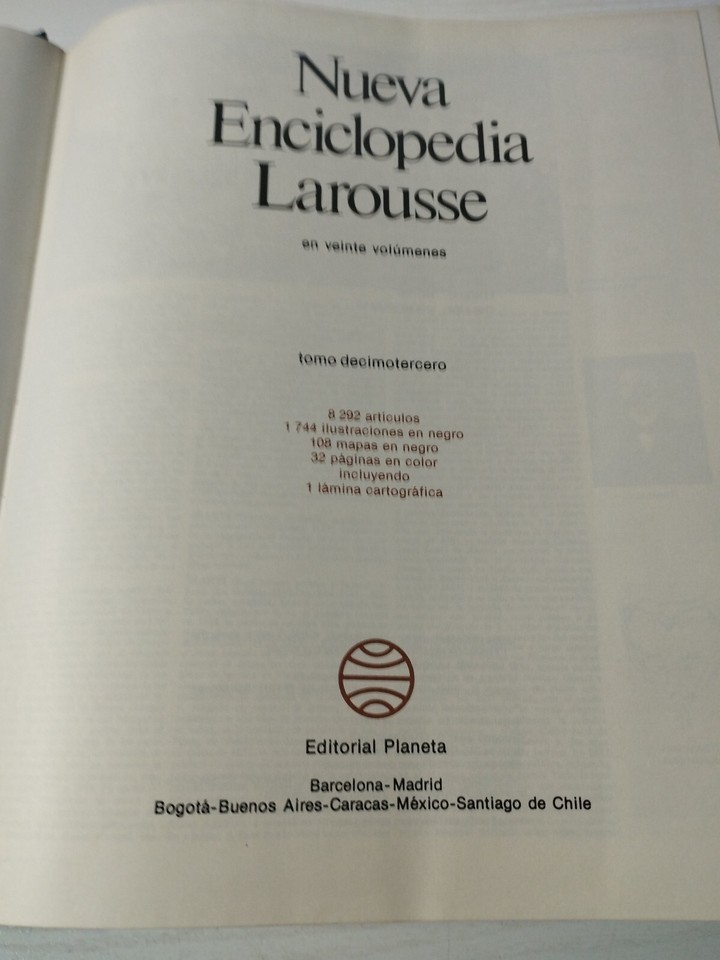 Nueva
Enciclopedia
Larousse
en veinte volúmenes
tomo decimotercero
8 292 artículos
1 744 ilustraciones en negro
108 mapas en negro
32 páginas en color
incluyendo
1 lámina cartográfica
Editorial Planeta
Barcelona-Madrid
Bogotá-Buenos Aires-Caracas-México-Santiago de Chile